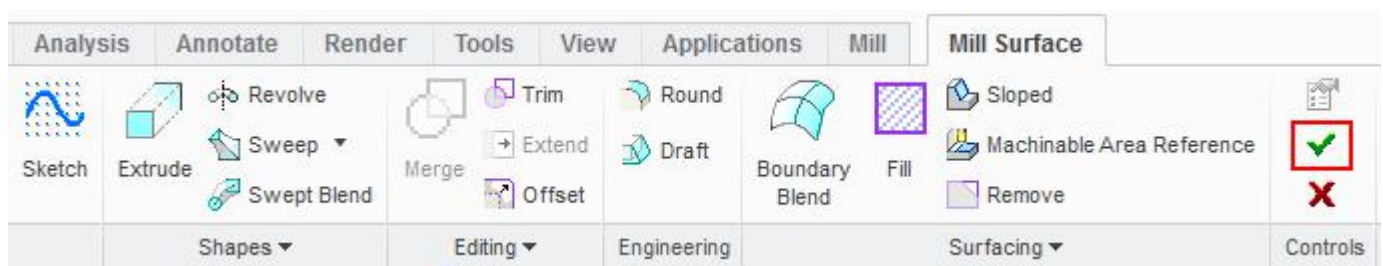 Analysis Annotate Render Tools View Applications Mill Mill Surface
Sketch
Extrude
Revolve
Sweep
Swept Blend
Merge
Trim
Extend
Offset
Round
Draft
Boundary
Blend
Fill
Sloped
Machinable Area Reference
Remove
Shapes Editing Engineering Surfacing Controls